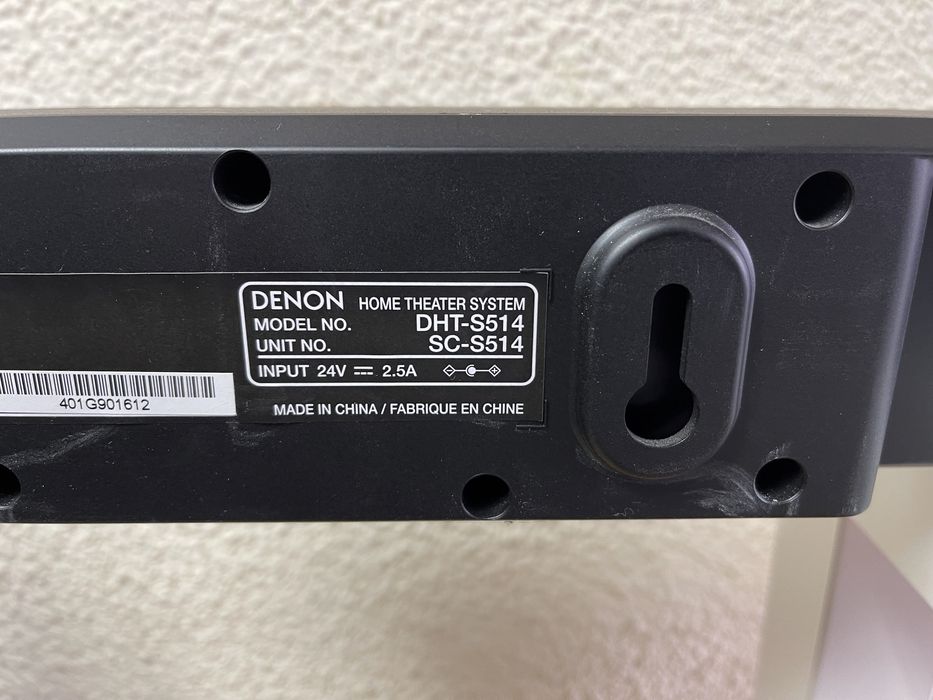 DENON HOME THEATER SYSTEM
MODEL NO. DHT-S514
UNIT NO. SC-S514
INPUT 24V ⎓ 2.5A
MADE IN CHINA / FABRIQUE EN CHINE
401G901612